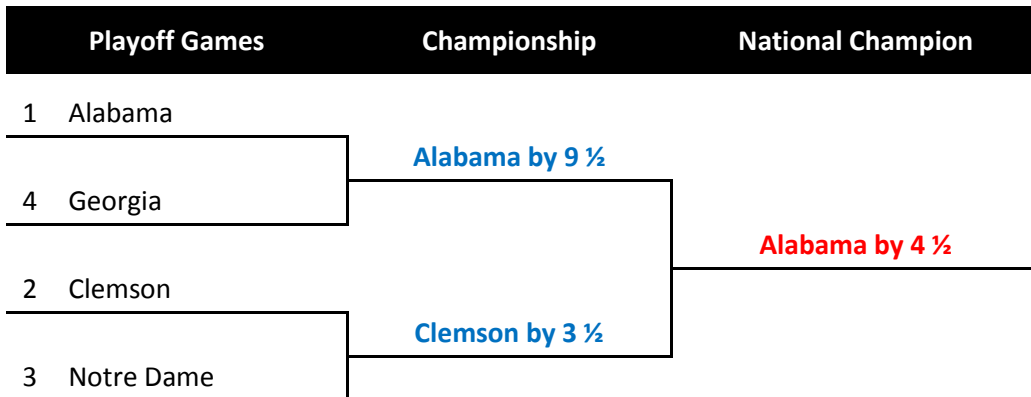 Playoff Games Championship National Champion
1 Alabama
Alabama by 9 ½
4 Georgia
Alabama by 4 ½
2 Clemson
Clemson by 3 ½
3 Notre Dame